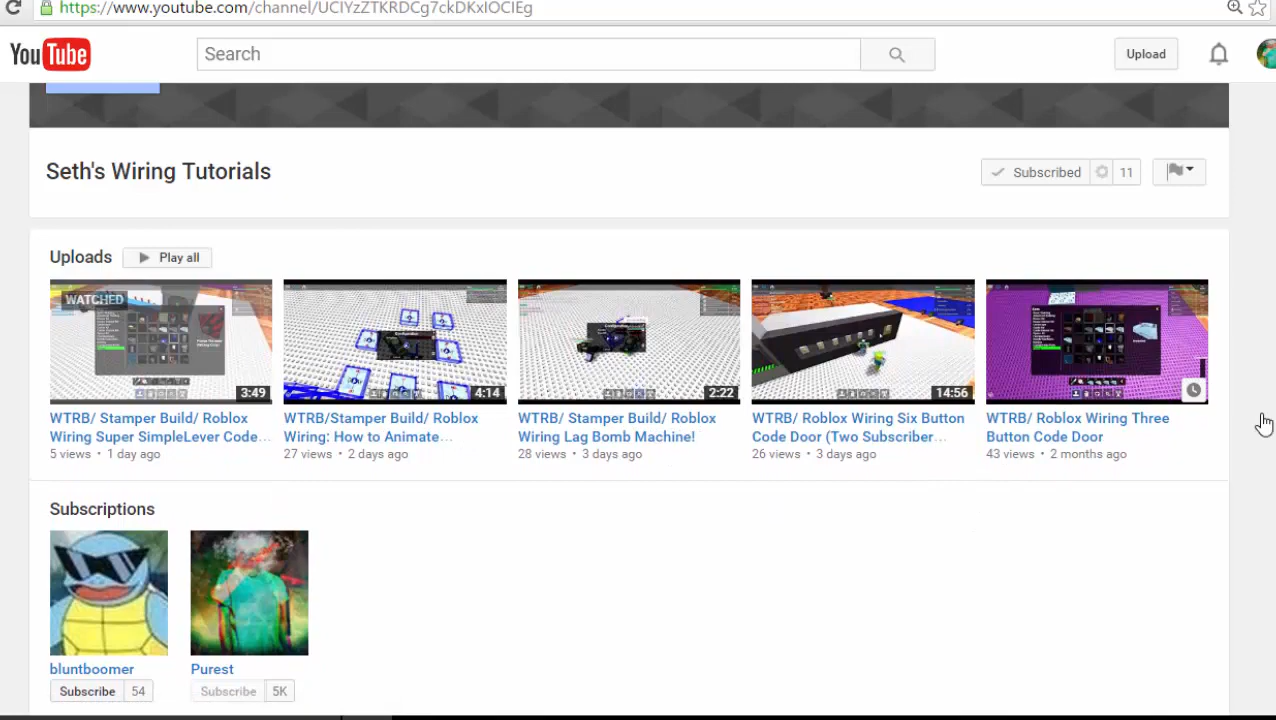 https://www.youtube.com/channel/UCIYzZTKRDCg7ckDKxIOCIEg
YouTube
Search
Upload
Seth's Wiring Tutorials
Subscribed 11
Uploads
Play all
WATCHED
3:49
4:14
2:22
14:56
WTRB/ Stamper Build/ Roblox
Wiring Super SimpleLever Code...
5 views • 1 day ago
WTRB/Stamper Build/ Roblox
Wiring: How to Animate...
27 views • 2 days ago
WTRB/ Stamper Build/ Roblox
Wiring Lag Bomb Machine!
28 views • 3 days ago
WTRB/ Roblox Wiring Six Button
Code Door (Two Subscriber...
26 views • 3 days ago
WTRB/ Roblox Wiring Three
Button Code Door
43 views • 2 months ago
Subscriptions
bluntboomer
Subscribe 54
Purest
Subscribe 5K